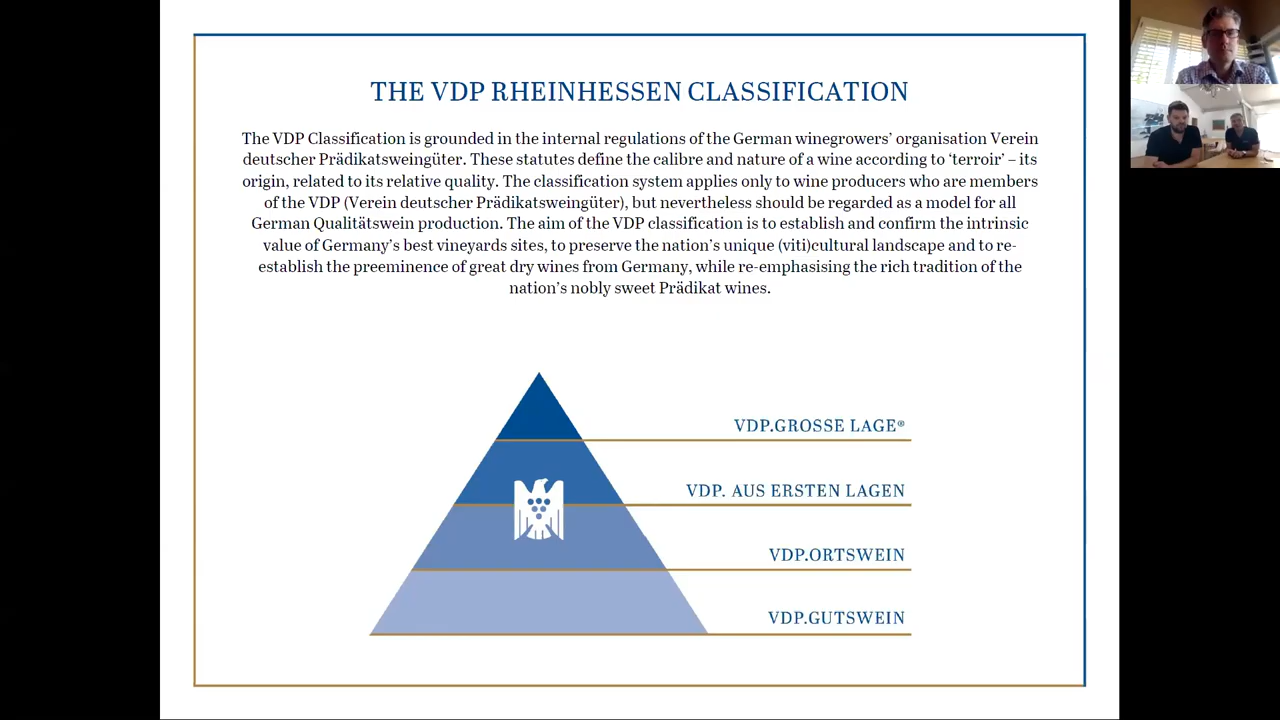 THE VDP RHEINHESSEN CLASSIFICATION
The VDP Classification is grounded in the internal regulations of the German winegrowers’ organisation Verein
deutscher Prädikatsweingüter. These statutes define the calibre and nature of a wine according to ‘terroir’ – its
origin, related to its relative quality. The classification system applies only to wine producers who are members
of the VDP (Verein deutscher Prädikatsweingüter), but nevertheless should be regarded as a model for all
German Qualitätswein production. The aim of the VDP classification is to establish and confirm the intrinsic
value of Germany’s best vineyards sites, to preserve the nation’s unique (viti)cultural landscape and to re-
establish the preeminence of great dry wines from Germany, while re-emphasising the rich tradition of the
nation’s nobly sweet Prädikat wines.
VDP.GROSSE LAGE®
VDP. AUS ERSTEN LAGEN
VDP.ORTSWEIN
VDP.GUTSWEIN